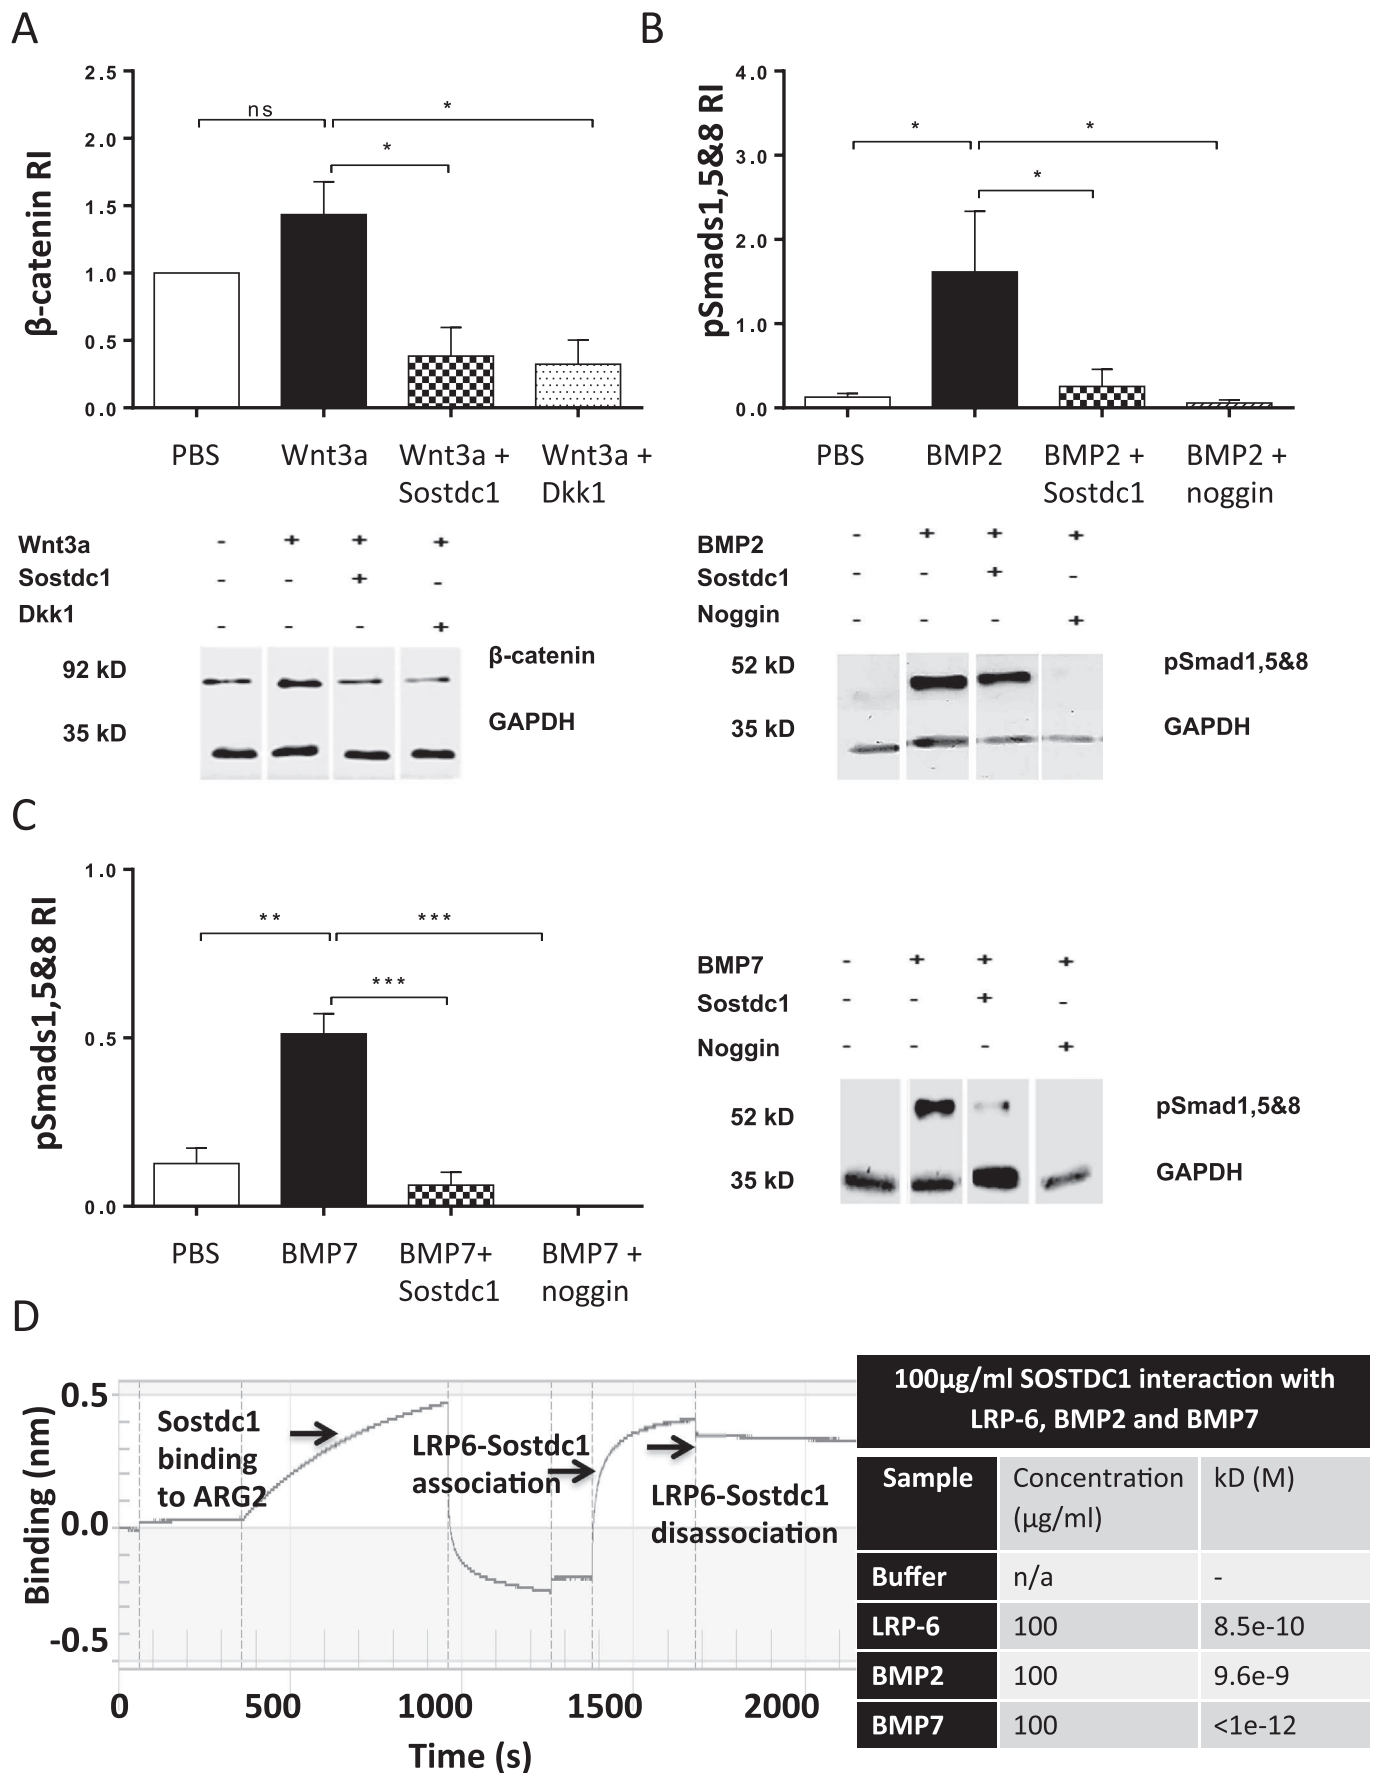 A
2.5
2.0
1.5
1.0
0.5
0.0
β-catenin RI
ns
*
*
PBS
Wnt3a
Wnt3a +
Sostdc1
Wnt3a +
Dkk1
Wnt3a - + + +
Sostdc1 - - + -
Dkk1 - - - +
92 kD
β-catenin
35 kD
GAPDH
B
4.0
3.0
2.0
1.0
0.0
pSmads1,5&8 RI
*
*
*
PBS
BMP2
BMP2 +
Sostdc1
BMP2 +
noggin
BMP2 - + + +
Sostdc1 - - + -
Noggin - - - +
52 kD
pSmad1,5&8
35 kD
GAPDH
C
1.0
0.5
0.0
pSmads1,5&8 RI
**
***
***
PBS
BMP7
BMP7+
Sostdc1
BMP7 +
noggin
BMP7 - + + +
Sostdc1 - - + -
Noggin - - - +
52 kD
pSmad1,5&8
35 kD
GAPDH
D
0.5
0.0
-0.5
Binding (nm)
Sostdc1
binding
to ARG2
LRP6-Sostdc1
association
LRP6-Sostdc1
disassociation
0 500 1000 1500 2000
Time (s)
100μg/ml SOSTDC1 interaction with
LRP-6, BMP2 and BMP7
Sample Concentration kD (M)
(μg/ml)
Buffer n/a -
LRP-6 100 8.5e-10
BMP2 100 9.6e-9
BMP7 100 <1e-12